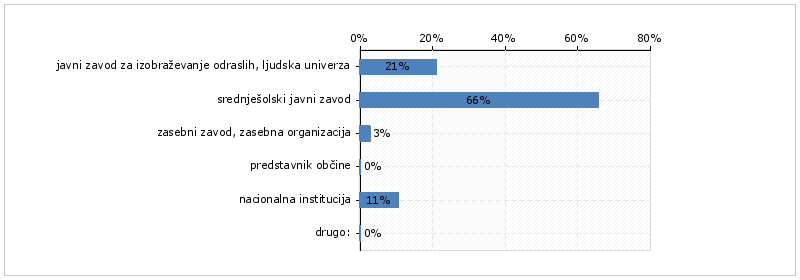 0% 20% 40% 60% 80%
javni zavod za izobraževanje odraslih, ljudska univerza 21%
srednješolski javni zavod 66%
zasebni zavod, zasebna organizacija 3%
predstavnik občine 0%
nacionalna institucija 11%
drugo: 0%